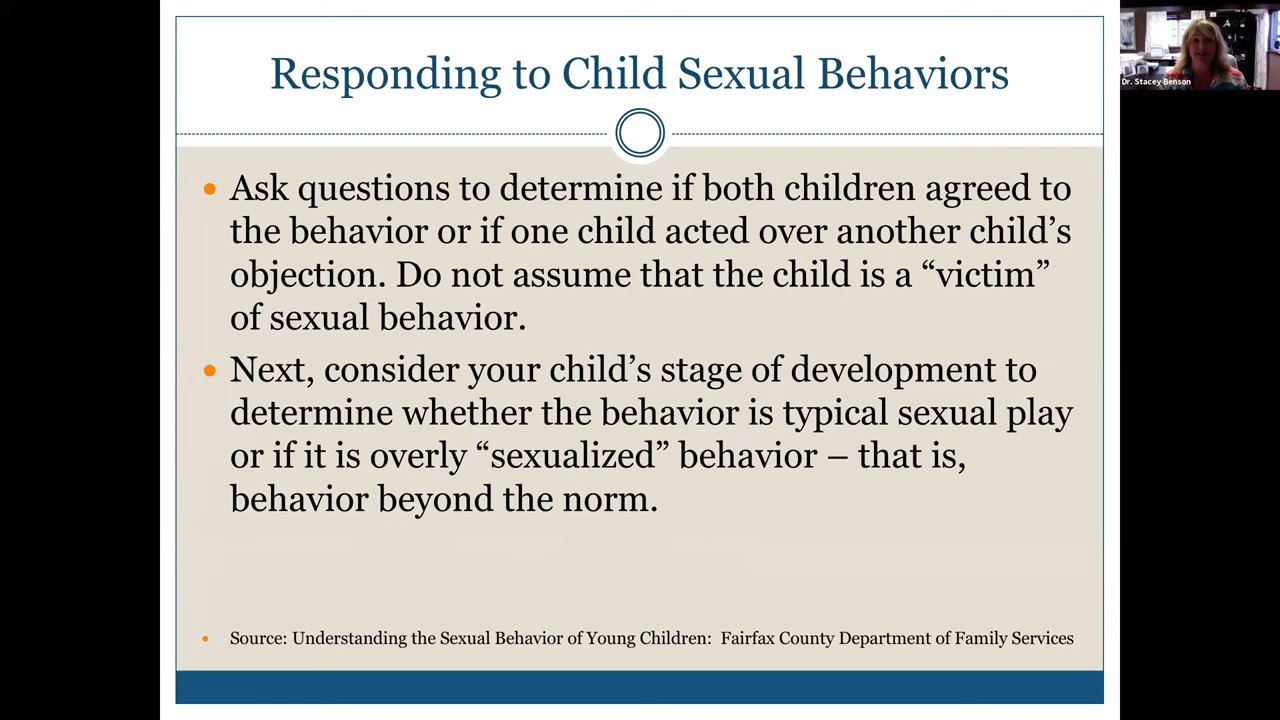 Responding to Child Sexual Behaviors
Dr. Stacey Benson
Ask questions to determine if both children agreed to
the behavior or if one child acted over another child’s
objection. Do not assume that the child is a “victim”
of sexual behavior.
Next, consider your child’s stage of development to
determine whether the behavior is typical sexual play
or if it is overly “sexualized” behavior – that is,
behavior beyond the norm.
Source: Understanding the Sexual Behavior of Young Children: Fairfax County Department of Family Services